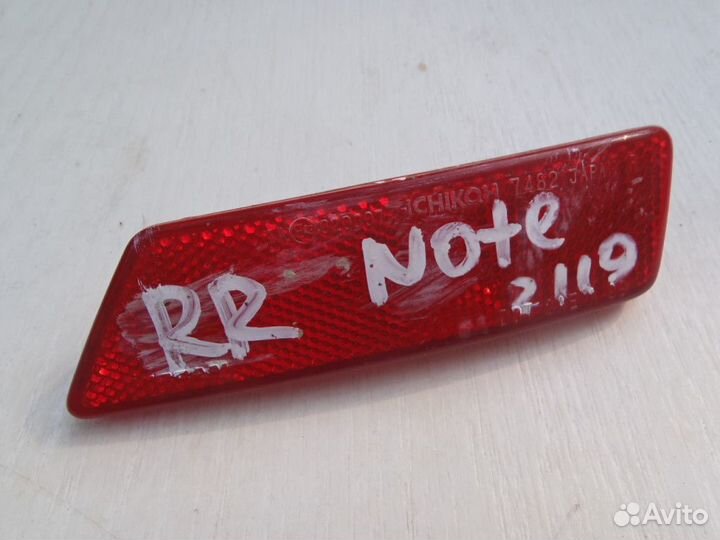 ICHIKOH 7482 JAPAN
RR Note
2119
Avito